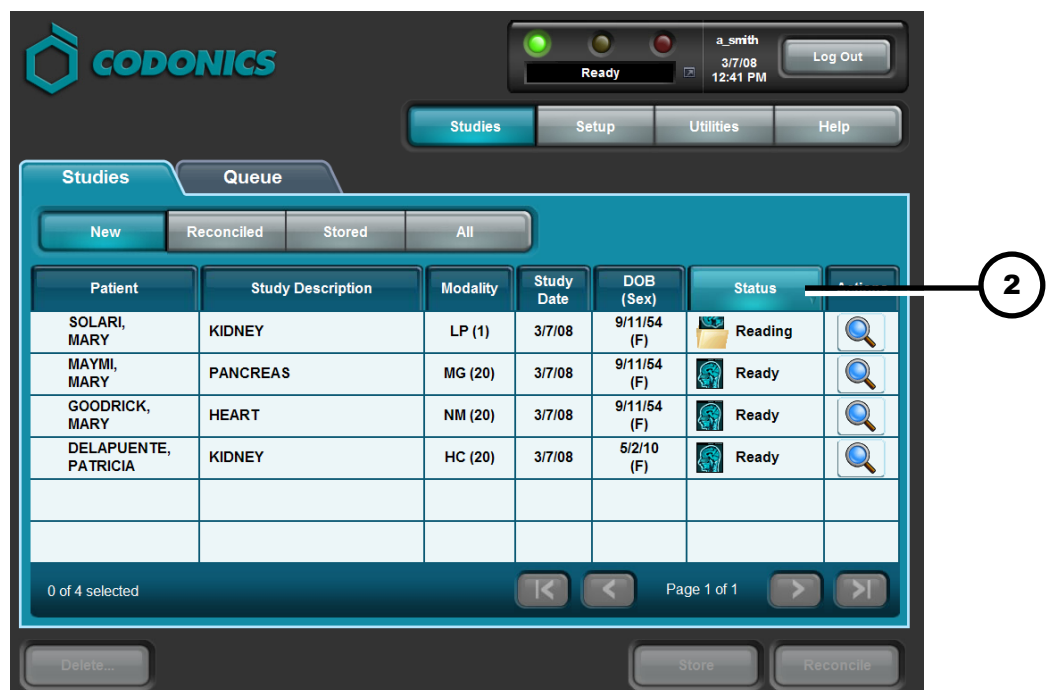 CODONICS
Ready
a_smith
3/7/08
12:41 PM
Log Out
Studies Setup Utilities Help
Studies Queue
New Reconciled Stored All
Patient Study Description Modality Study Date DOB (Sex) Status Actions
SOLARI, MARY KIDNEY LP (1) 3/7/08 9/11/54 (F) Reading
MAYMI, MARY PANCREAS MG (20) 3/7/08 9/11/54 (F) Ready
GOODRICK, MARY HEART NM (20) 3/7/08 9/11/54 (F) Ready
DELAPUENTE, PATRICIA KIDNEY HC (20) 3/7/08 5/2/10 (F) Ready
0 of 4 selected Page 1 of 1
Delete... Store Reconcile
2